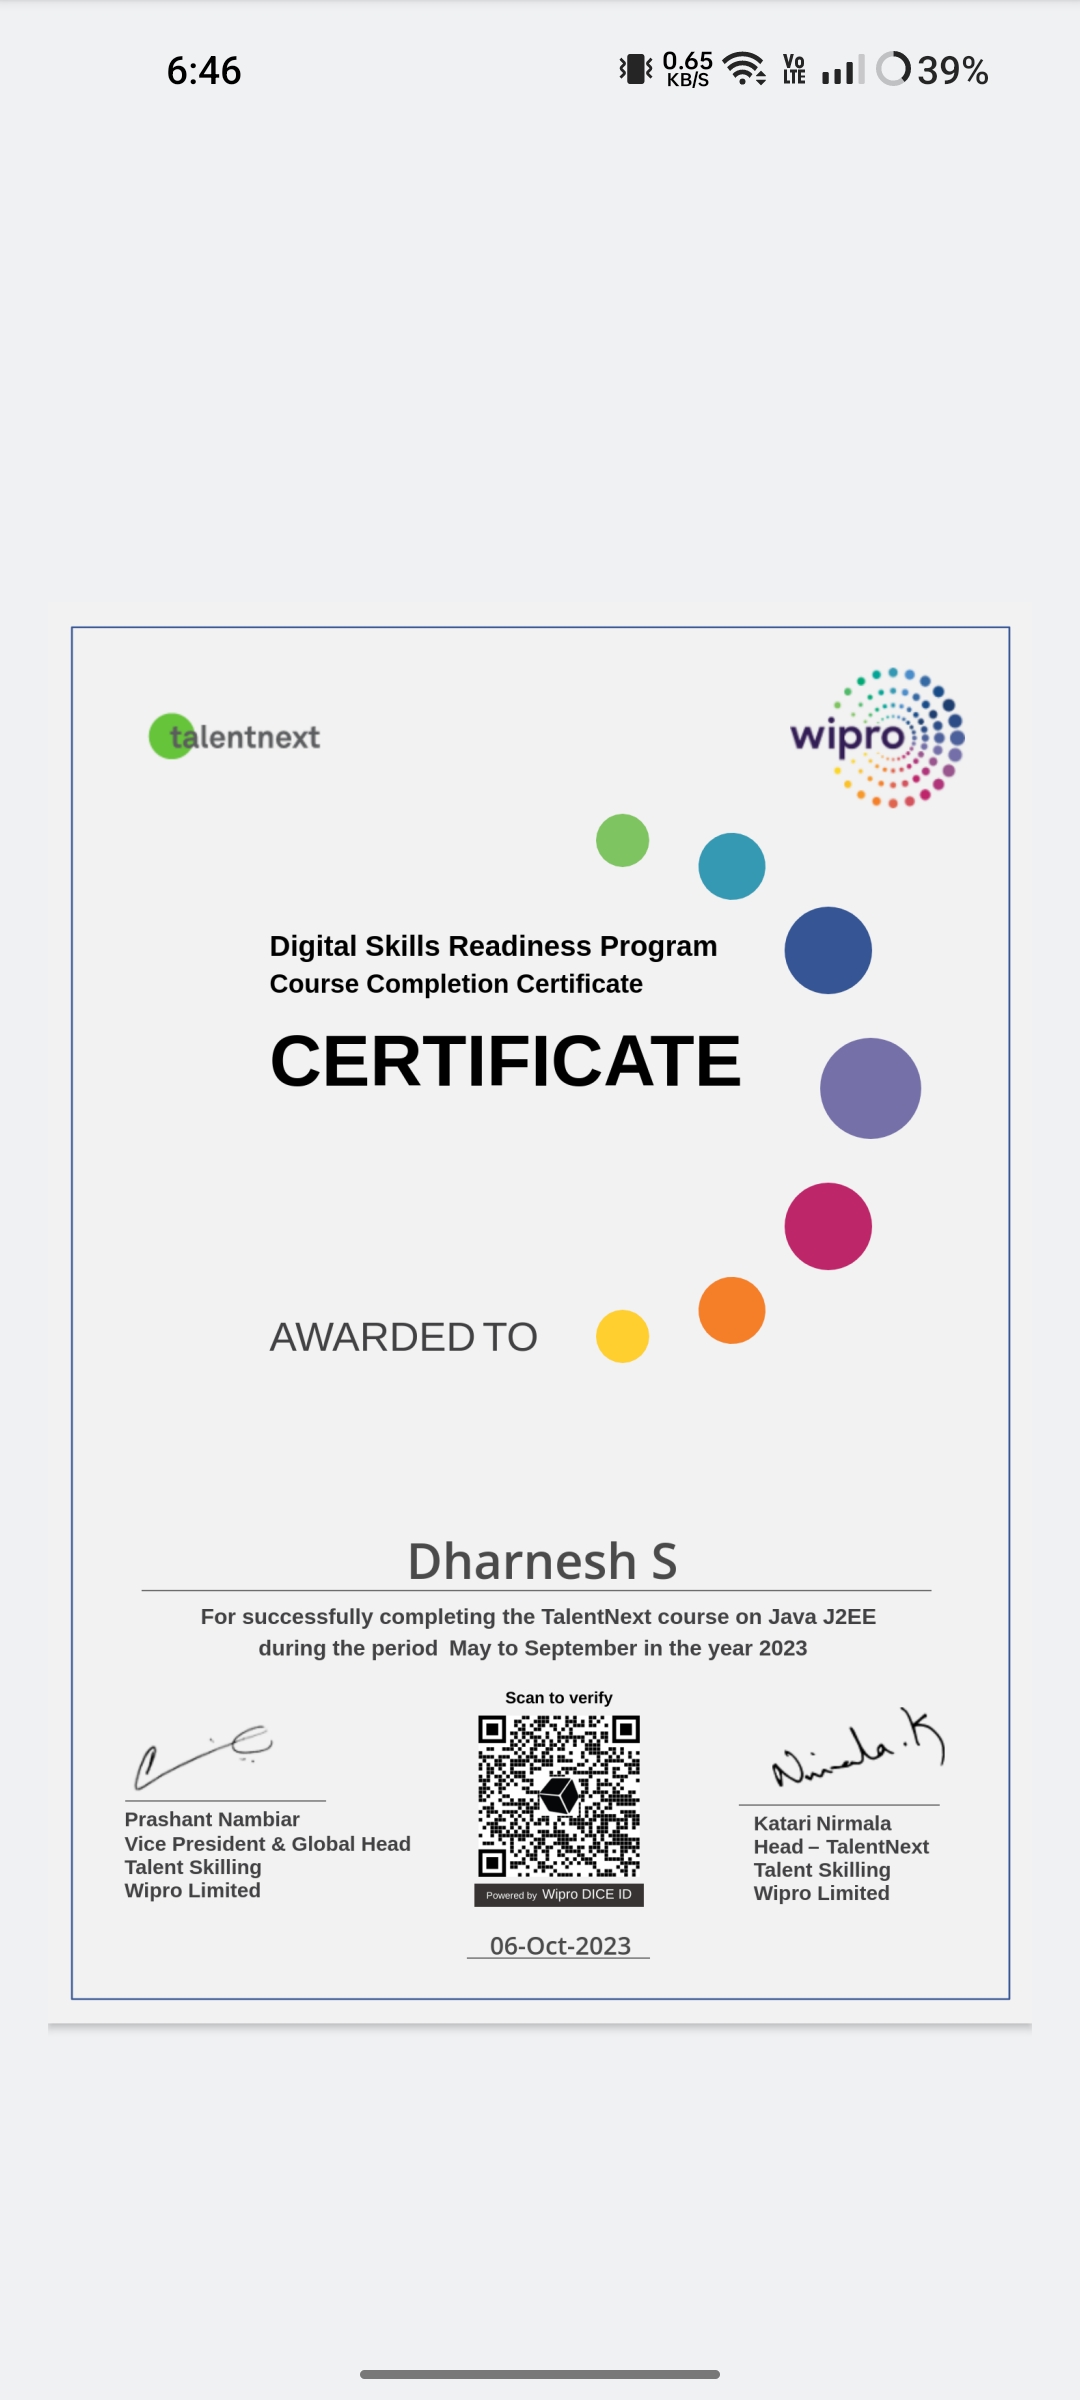 6:46
0.65
KB/S
Vo
LTE
39%
talentnext
wipro
Digital Skills Readiness Program
Course Completion Certificate
CERTIFICATE
AWARDED TO
Dharnesh S
For successfully completing the TalentNext course on Java J2EE
during the period May to September in the year 2023
Scan to verify
Nirmala.K
Prashant Nambiar
Vice President & Global Head
Talent Skilling
Wipro Limited
Powered by Wipro DICE ID
Katari Nirmala
Head – TalentNext
Talent Skilling
Wipro Limited
06-Oct-2023